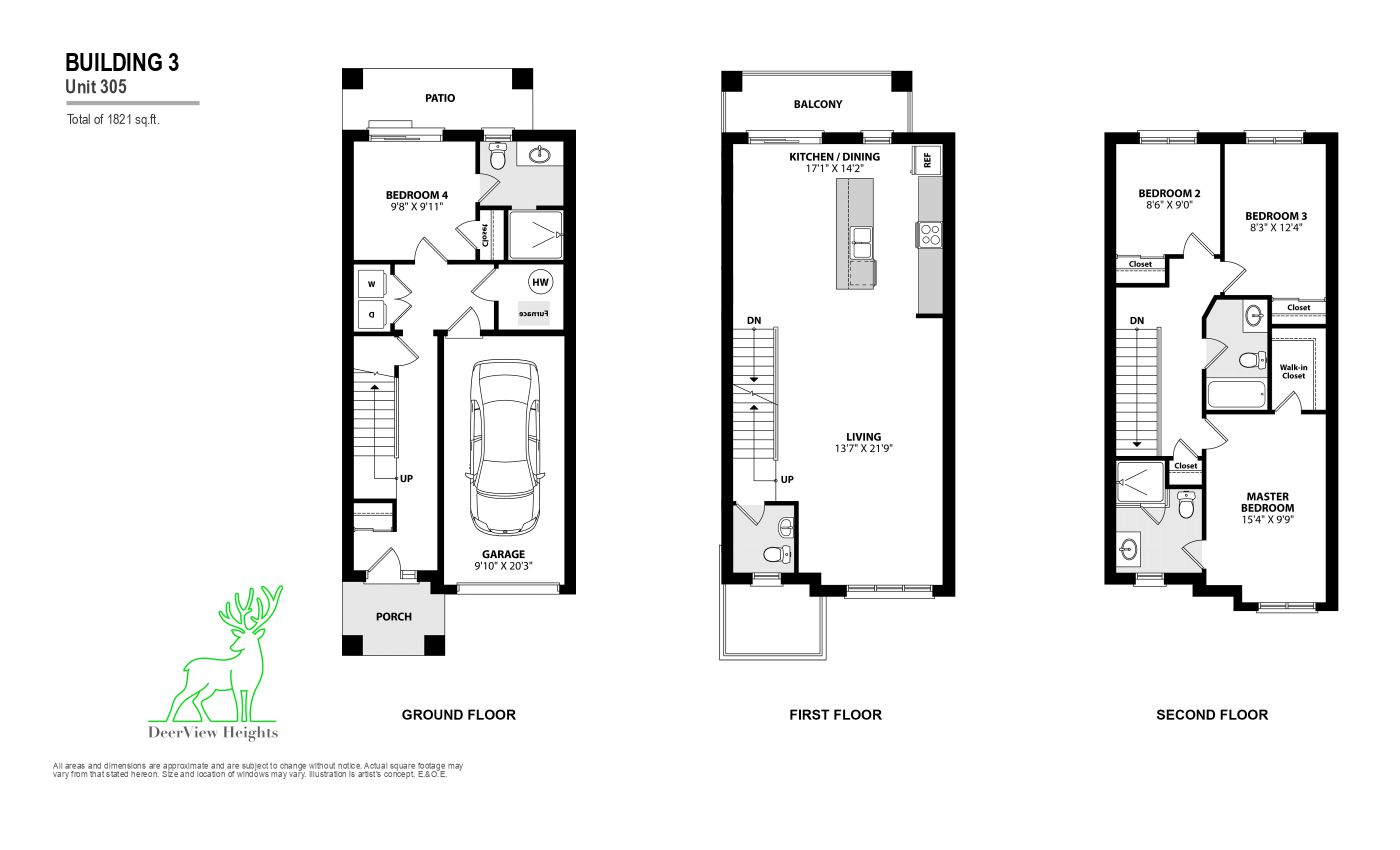 BUILDING 3
Unit 305
Total of 1821 sq.ft.
PATIO
BEDROOM 4
9'8" X 9'11"
Closet
W
D
HW
Furnace
UP
GARAGE
9'10" X 20'3"
PORCH
GROUND FLOOR
BALCONY
KITCHEN / DINING
17'1" X 14'2"
REF
DN
LIVING
13'7" X 21'9"
UP
FIRST FLOOR
BEDROOM 2
8'6" X 9'0"
BEDROOM 3
8'3" X 12'4"
Closet
Closet
DN
Walk-in
Closet
Closet
MASTER
BEDROOM
15'4" X 9'9"
SECOND FLOOR
DeerView Heights
All areas and dimensions are approximate and are subject to change without notice. Actual square footage may
vary from that stated hereon. Size and location of windows may vary. Illustration is artist's concept. E.&O.E.